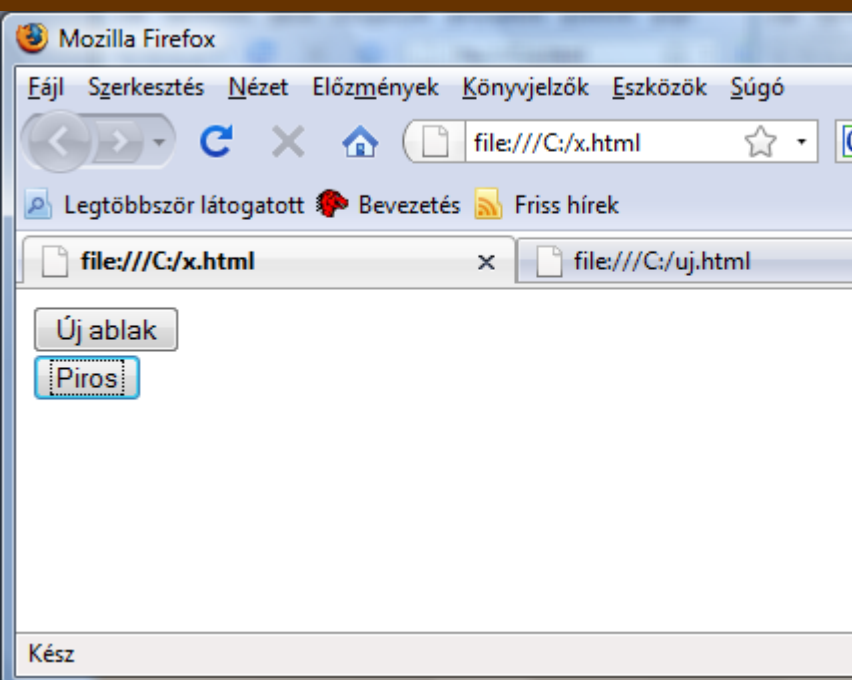 Mozilla Firefox
Fájl Szerkesztés Nézet Előzmények Könyvjelzők Eszközök Súgó
file:///C:/x.html
Legtöbbször látogatott Bevezetés Friss hírek
file:///C:/x.html file:///C:/uj.html
Új ablak
Piros
Kész